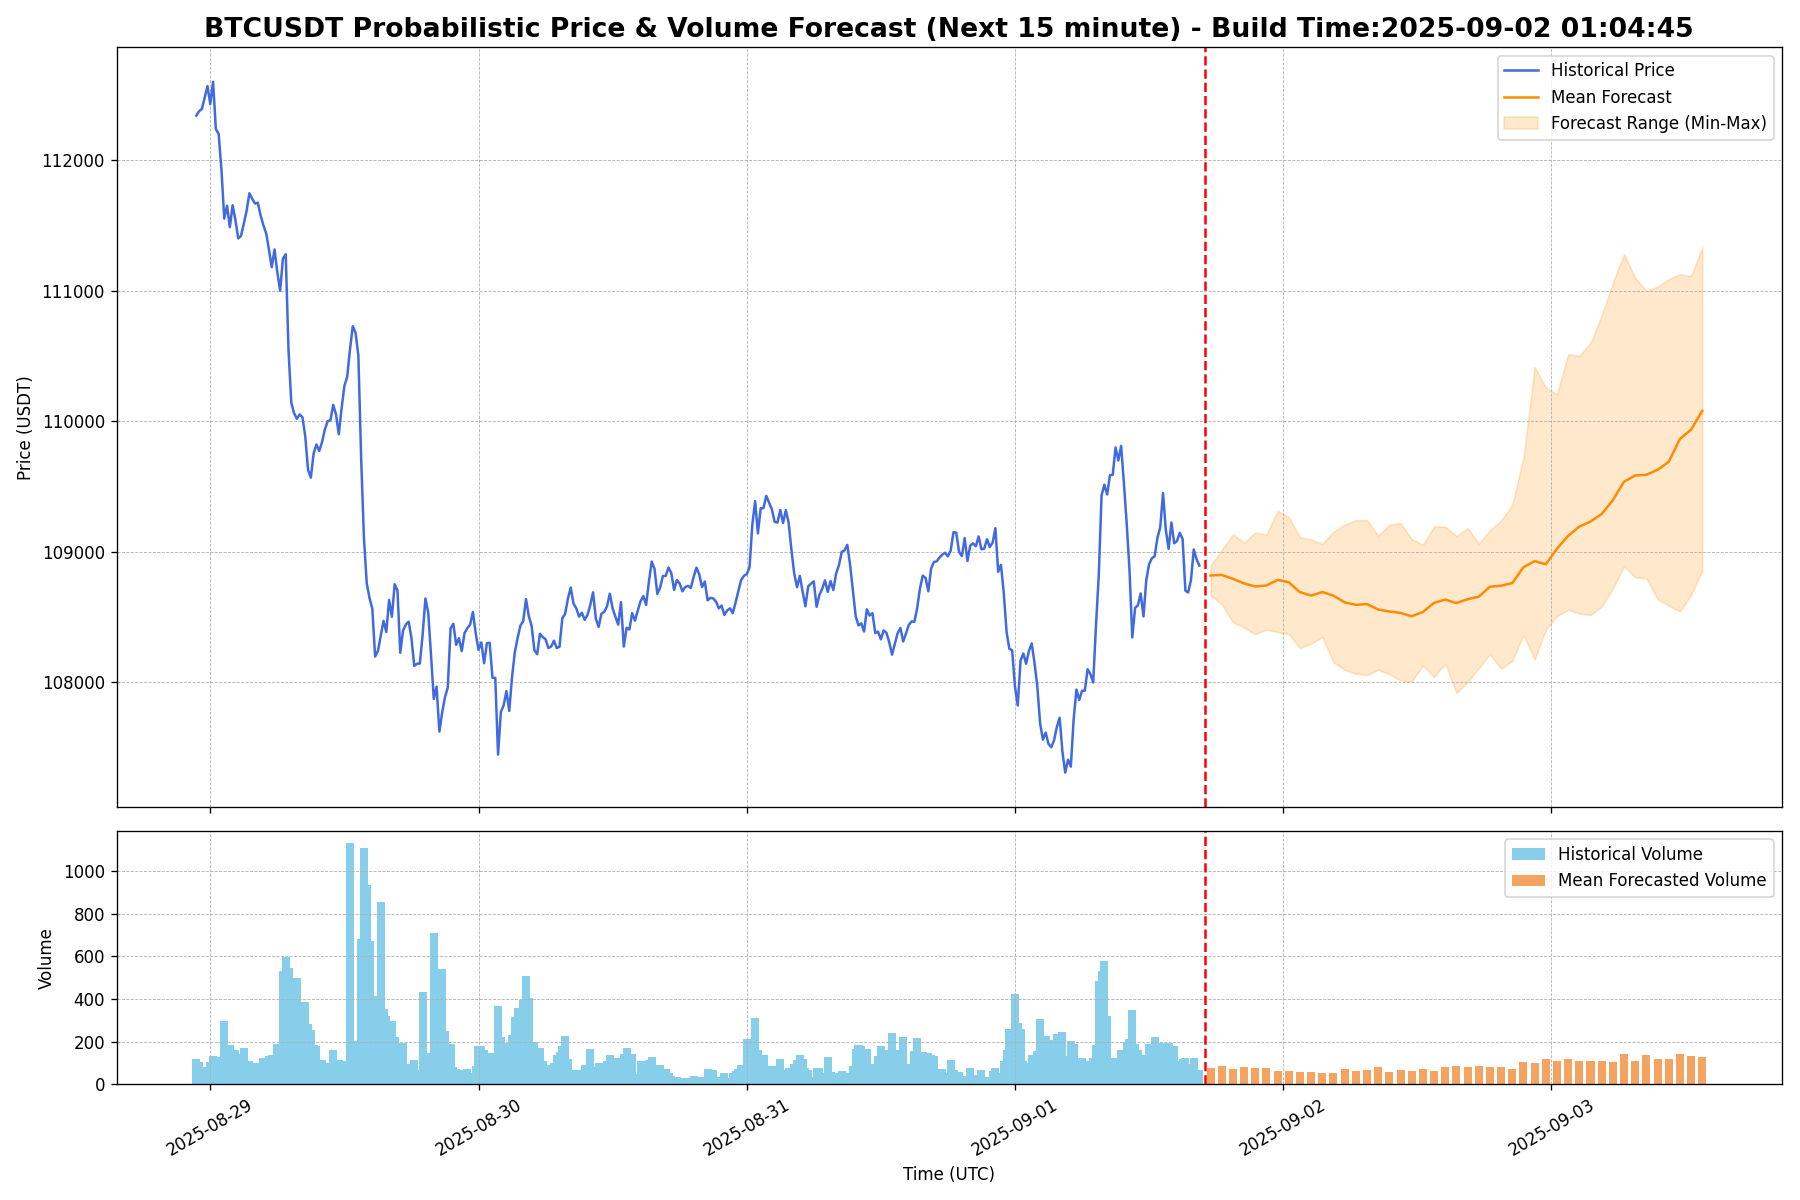 BTCUSDT Probabilistic Price & Volume Forecast (Next 15 minute) - Build Time:2025-09-02 01:04:45
Historical Price
Mean Forecast
Forecast Range (Min-Max)
Price (USDT)
112000
111000
110000
109000
108000
Historical Volume
Mean Forecasted Volume
Volume
1000
800
600
400
200
0
2025-08-29
2025-08-30
2025-08-31
2025-09-01
2025-09-02
2025-09-03
Time (UTC)